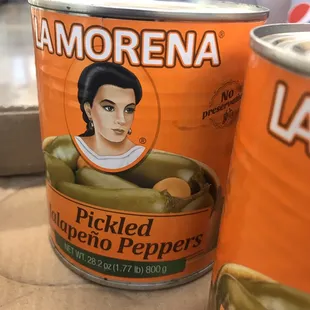 LA MORENA®
No
preservatives
®
Pickled
Jalapeño Peppers
NET WT. 28.2 oz (1.77 lb) 800 g
LA